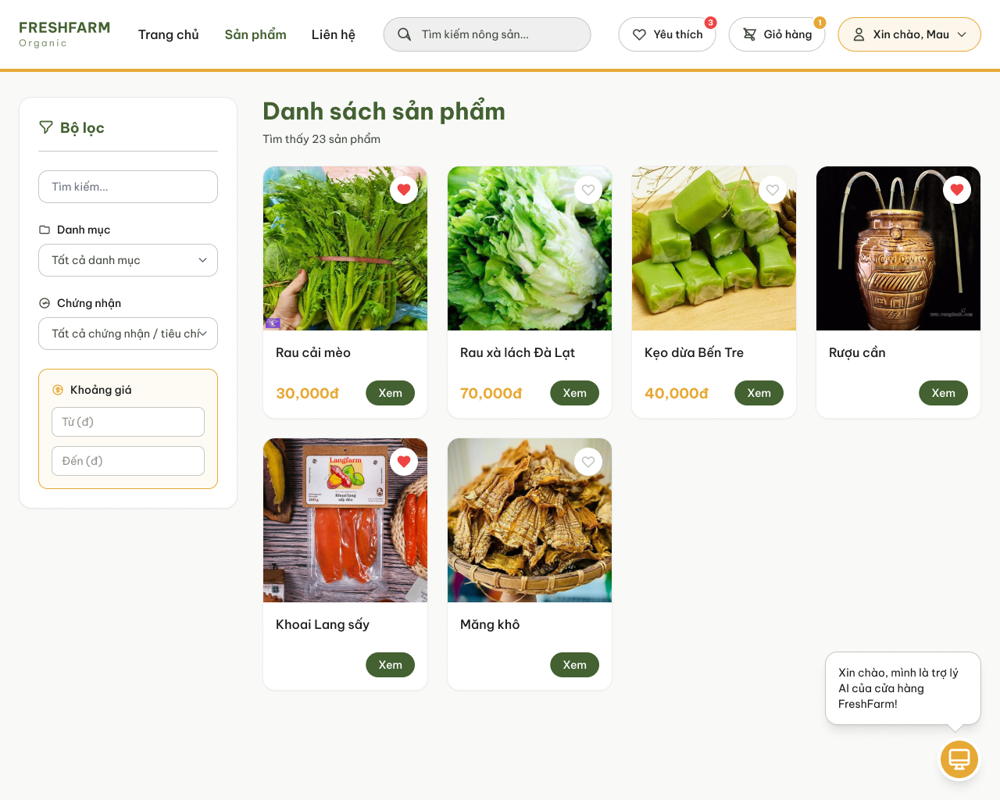 FRESHFARM
Organic
Trang chủ
Sản phẩm
Liên hệ
Tìm kiếm nông sản...
Yêu thích
3
Giỏ hàng
1
Xin chào, Mau
Bộ lọc
Tìm kiếm...
Danh mục
Tất cả danh mục
Chứng nhận
Tất cả chứng nhận / tiêu chí
Khoảng giá
Từ (đ)
Đến (đ)
Danh sách sản phẩm
Tìm thấy 23 sản phẩm
Rau cải mèo
30,000đ
Xem
Rau xà lách Đà Lạt
70,000đ
Xem
Kẹo dừa Bến Tre
40,000đ
Xem
Rượu cần
Xem
Langfarm
Khoai lang
sấy dẻo
Khoai Lang sấy
Xem
Măng khô
Xem
Xin chào, mình là trợ lý
AI của cửa hàng
FreshFarm!